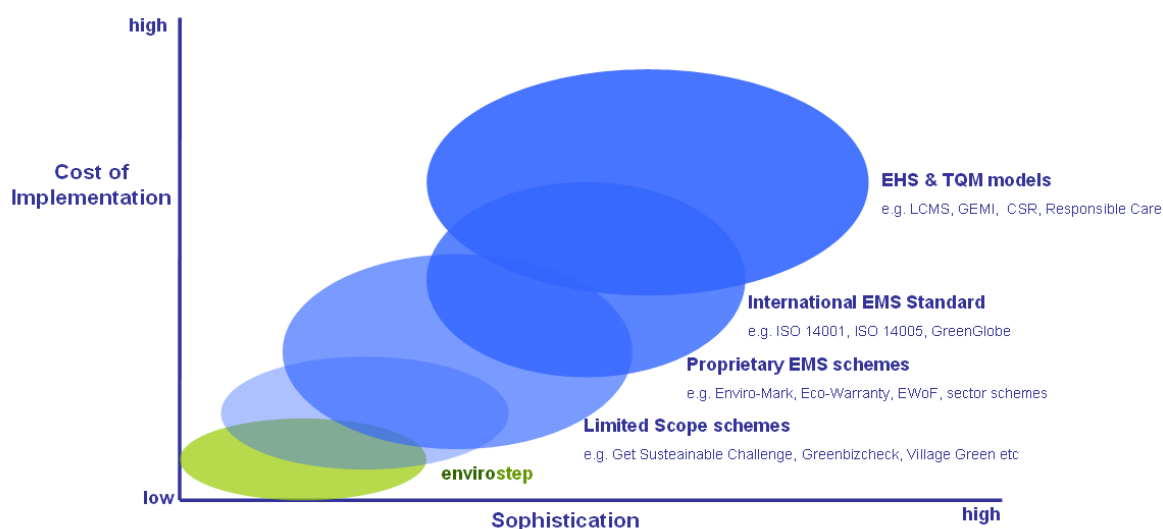 high
Cost of
Implementation
EHS & TQM models
e.g. LCMS, GEMI, CSR, Responsible Care
International EMS Standard
e.g. ISO 14001, ISO 14005, GreenGlobe
Proprietary EMS schemes
e.g. Enviro-Mark, Eco-Warranty, EWoF, sector schemes
Limited Scope schemes
e.g. Get Susteainable Challenge, Greenbizcheck, Village Green etc
envirostep
low
Sophistication
high